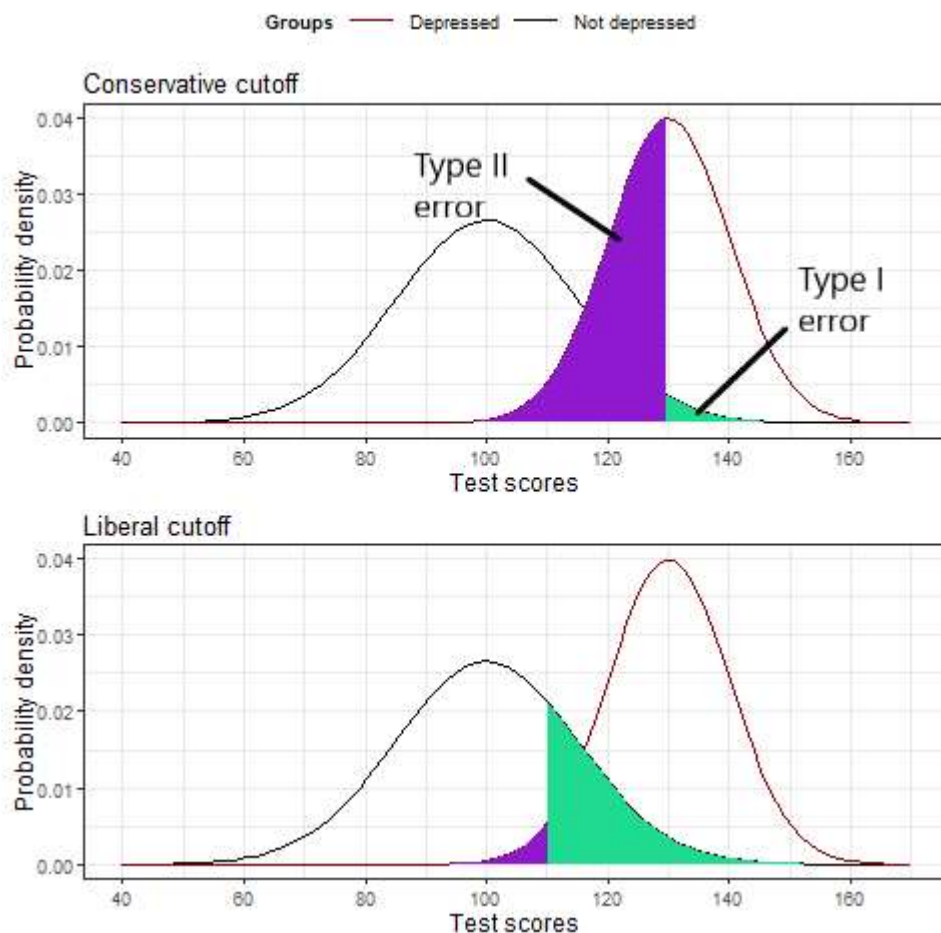 Groups Depressed Not depressed
Conservative cutoff
Probability density
0.04
0.03
0.02
0.01
0.00
Type II
error
Type I
error
40 60 80 100 120 140 160
Test scores
Liberal cutoff
Probability density
0.04
0.03
0.02
0.01
0.00
40 60 80 100 120 140 160
Test scores